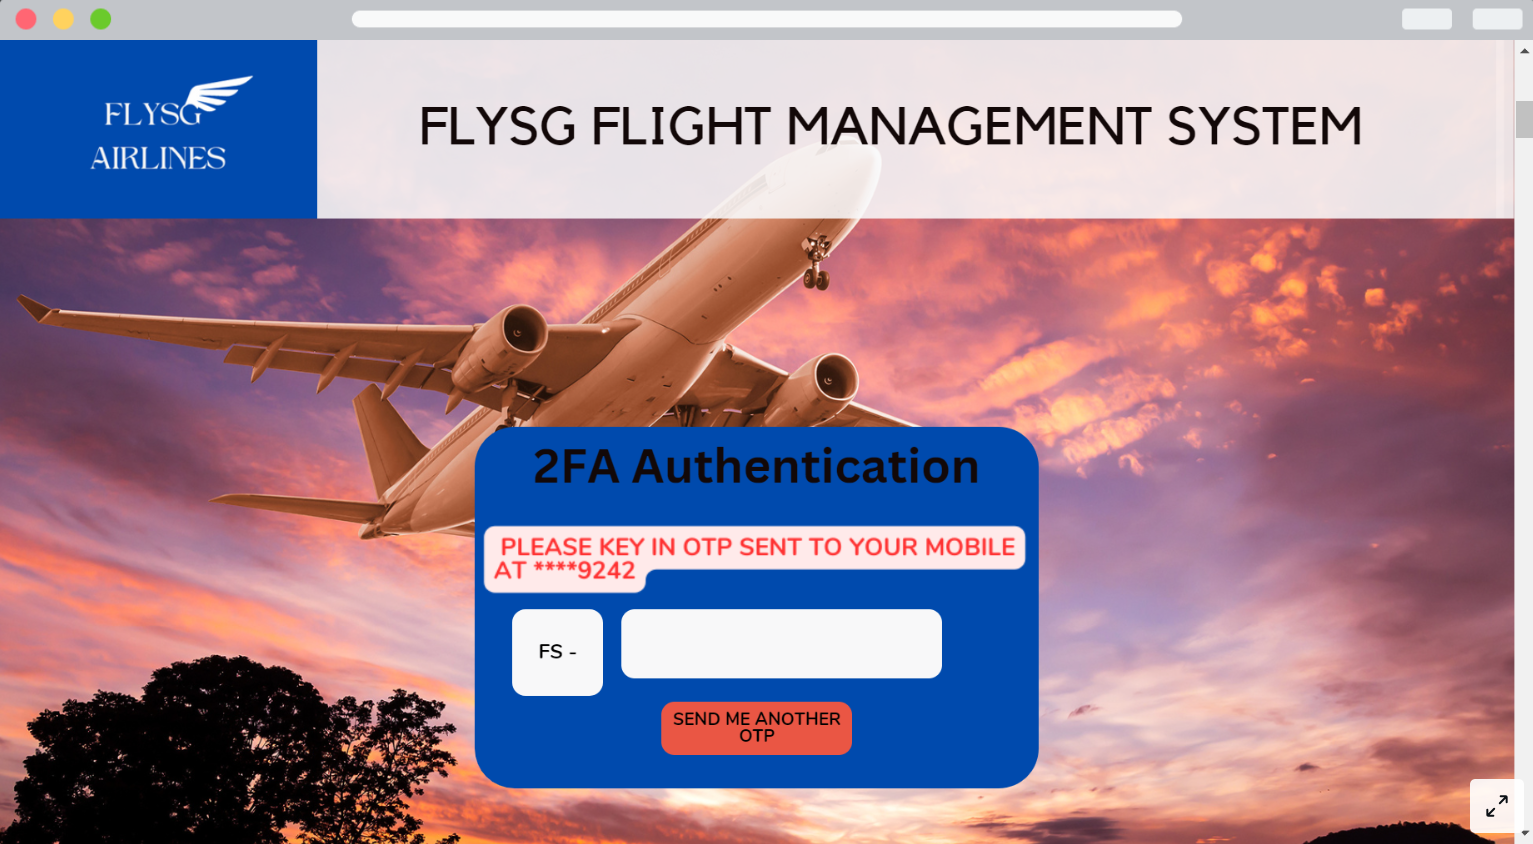 FLYSG
AIRLINES
FLYSG FLIGHT MANAGEMENT SYSTEM
2FA Authentication
PLEASE KEY IN OTP SENT TO YOUR MOBILE
AT ****9242
FS -
SEND ME ANOTHER
OTP